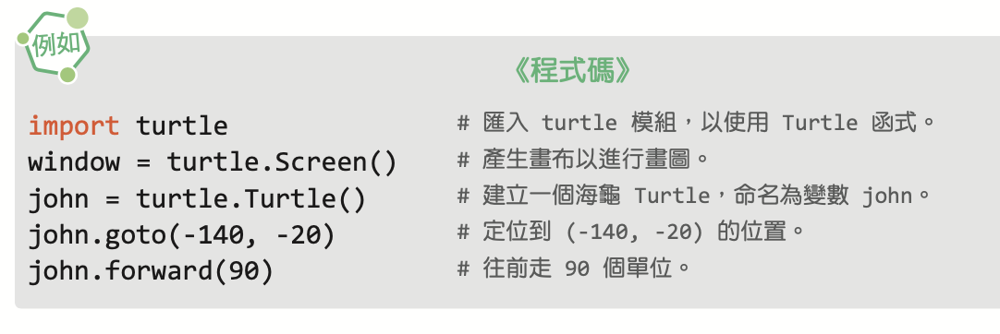 例如
《程式碼》
import turtle # 匯入 turtle 模組，以使用 Turtle 函式。
window = turtle.Screen() # 產生畫布以進行畫圖。
john = turtle.Turtle() # 建立一個海龜 Turtle，命名為變數 john。
john.goto(-140, -20) # 定位到 (-140, -20) 的位置。
john.forward(90) # 往前走 90 個單位。